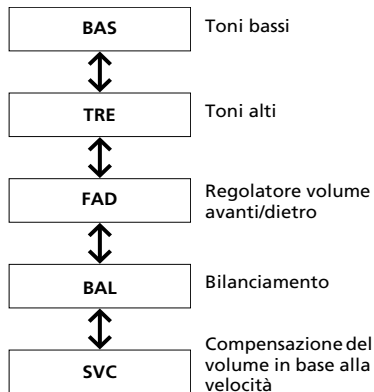 BAS
Toni bassi
TRE
Toni alti
FAD
Regolatore volume
avanti/dietro
BAL
Bilanciamento
SVC
Compensazione del
volume in base alla
velocità